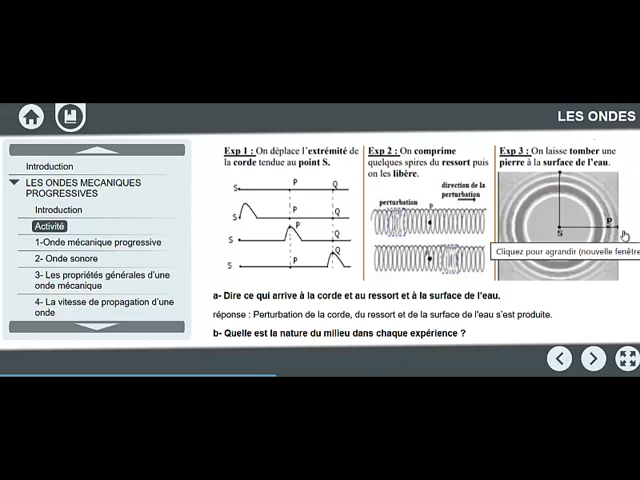 LES ONDES
Introduction
LES ONDES MECANIQUES
PROGRESSIVES
Introduction
Activité
1-Onde mécanique progressive
2- Onde sonore
3- Les propriétés générales d'une
onde mécanique
4- La vitesse de propagation d'une
onde
Exp 1 : On déplace l'extrémité de
la corde tendue au point S.
S P Q
S P Q
S P Q
S P Q
Exp 2 : On comprime
quelques spires du ressort puis
on les libère.
direction de la
propagation
perturbation
P
P
Exp 3 : On laisse tomber une
pierre à la surface de l'eau.
S P
Cliquez pour agrandir (nouvelle fenêtre
a- Dire ce qui arrive à la corde et au ressort et à la surface de l'eau.
réponse : Perturbation de la corde, du ressort et de la surface de l'eau s'est produite.
b- Quelle est la nature du milieu dans chaque expérience ?